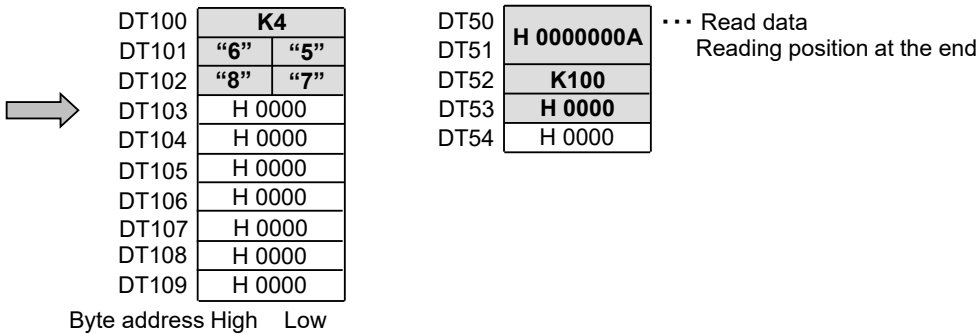 DT100 K4
DT101 “6” “5”
DT102 “8” “7”
DT103 H 0000
DT104 H 0000
DT105 H 0000
DT106 H 0000
DT107 H 0000
DT108 H 0000
DT109 H 0000
Byte address High Low
DT50 H 0000000A ··· Read data
DT51 Reading position at the end
DT52 K100
DT53 H 0000
DT54 H 0000